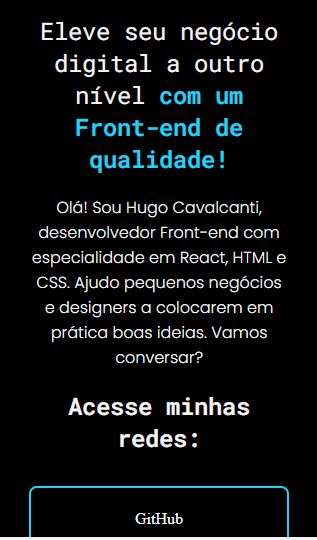 Eleve seu negócio
digital a outro
nível com um
Front-end de
qualidade!
Olá! Sou Hugo Cavalcanti,
desenvolvedor Front-end com
especialidade em React, HTML e
CSS. Ajudo pequenos negócios
e designers a colocarem em
prática boas ideias. Vamos
conversar?
Acesse minhas
redes:
GitHub